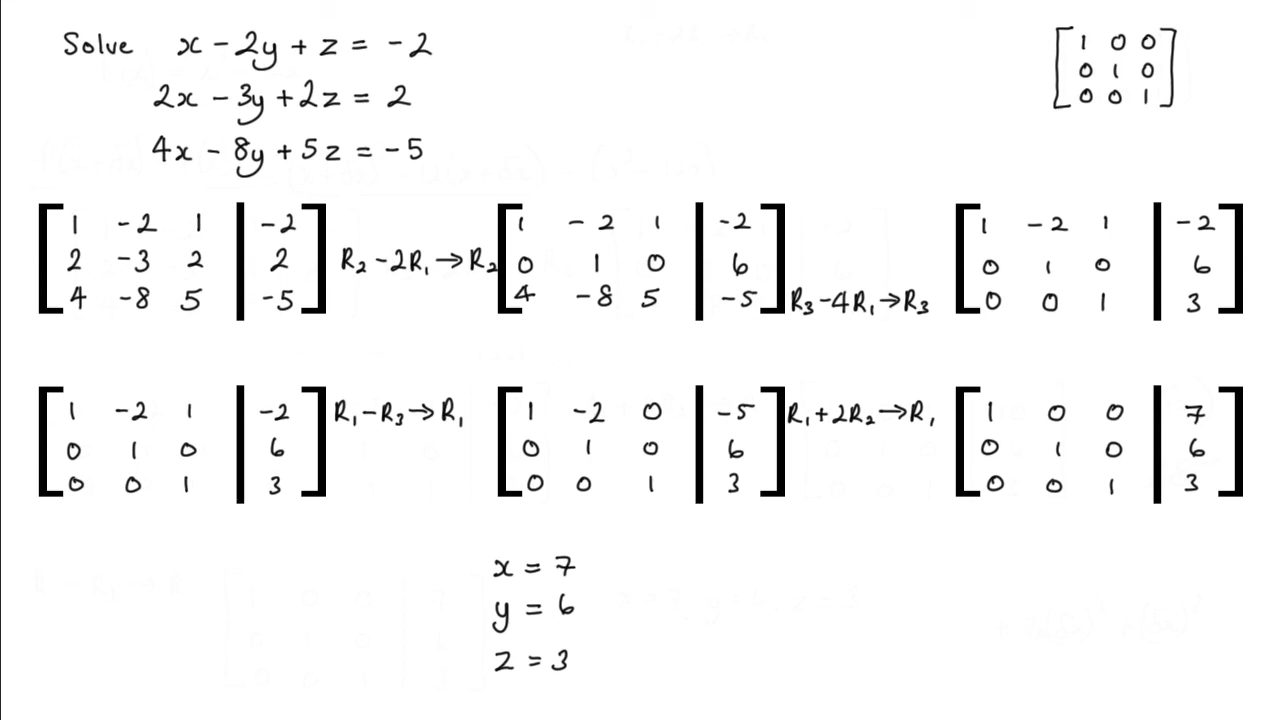 Solve x - 2y + z = -2
2x - 3y + 2z = 2
4x - 8y + 5z = -5
1 0 0
0 1 0
0 0 1
1 -2 1 | -2
2 -3 2 | 2
4 -8 5 | -5
R₂ - 2R₁ → R₂
1 -2 1 | -2
0 1 0 | 6
4 -8 5 | -5
R₃ - 4R₁ → R₃
1 -2 1 | -2
0 1 0 | 6
0 0 1 | 3
1 -2 1 | -2
0 1 0 | 6
0 0 1 | 3
R₁ - R₃ → R₁
1 -2 0 | -5
0 1 0 | 6
0 0 1 | 3
R₁ + 2R₂ → R₁
1 0 0 | 7
0 1 0 | 6
0 0 1 | 3
x = 7
y = 6
z = 3